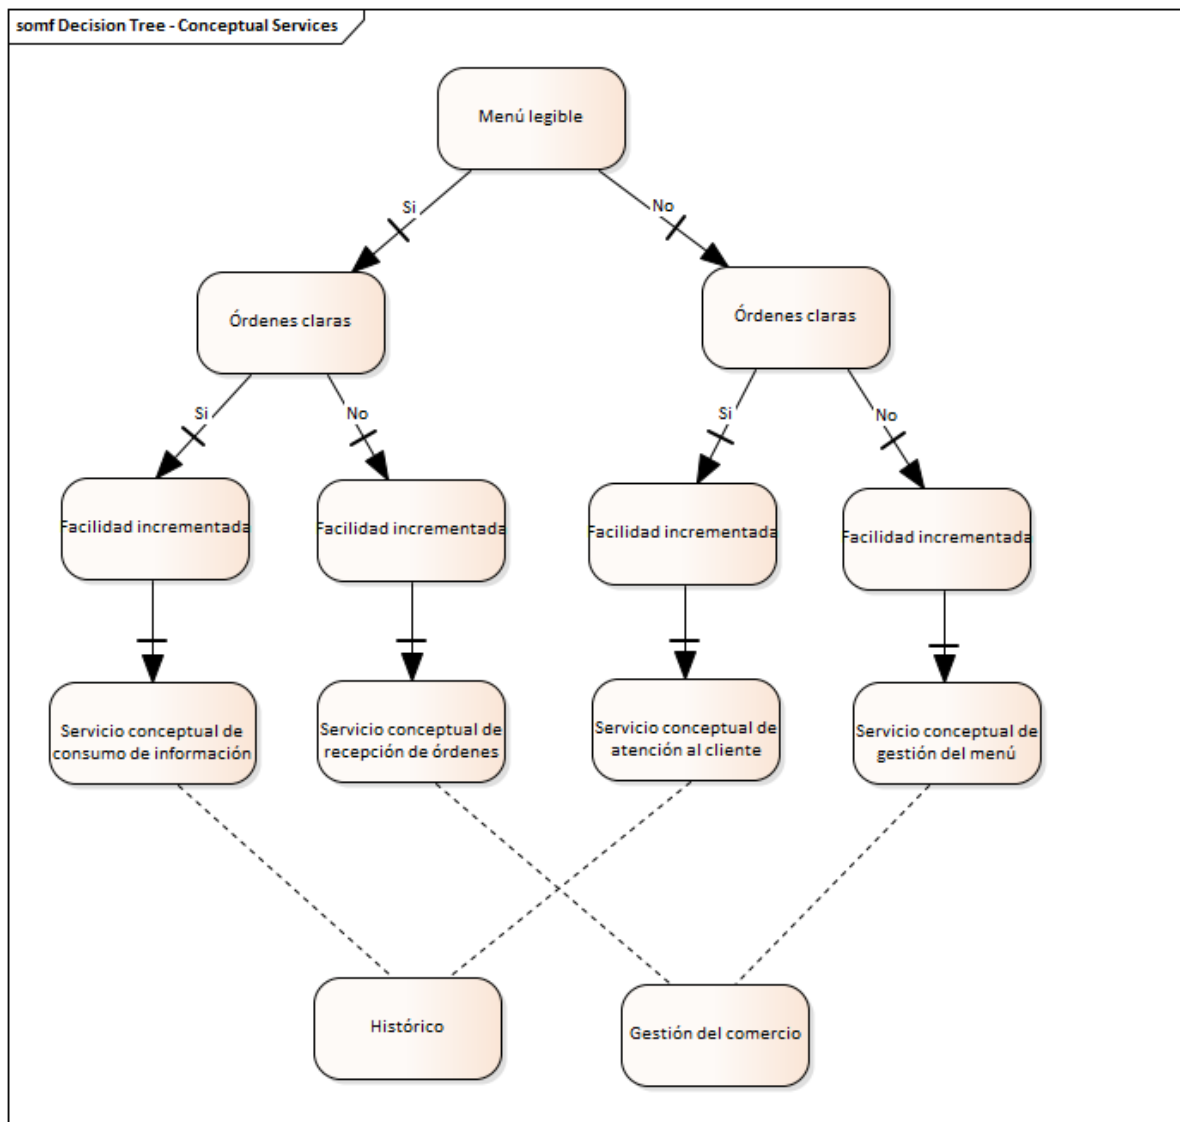 somf Decision Tree - Conceptual Services
Menú legible
Si
No
Órdenes claras
Órdenes claras
Si
No
Si
No
Facilidad incrementada
Facilidad incrementada
Facilidad incrementada
Facilidad incrementada
Servicio conceptual de
consumo de información
Servicio conceptual de
recepción de órdenes
Servicio conceptual de
atención al cliente
Servicio conceptual de
gestión del menú
Histórico
Gestión del comercio